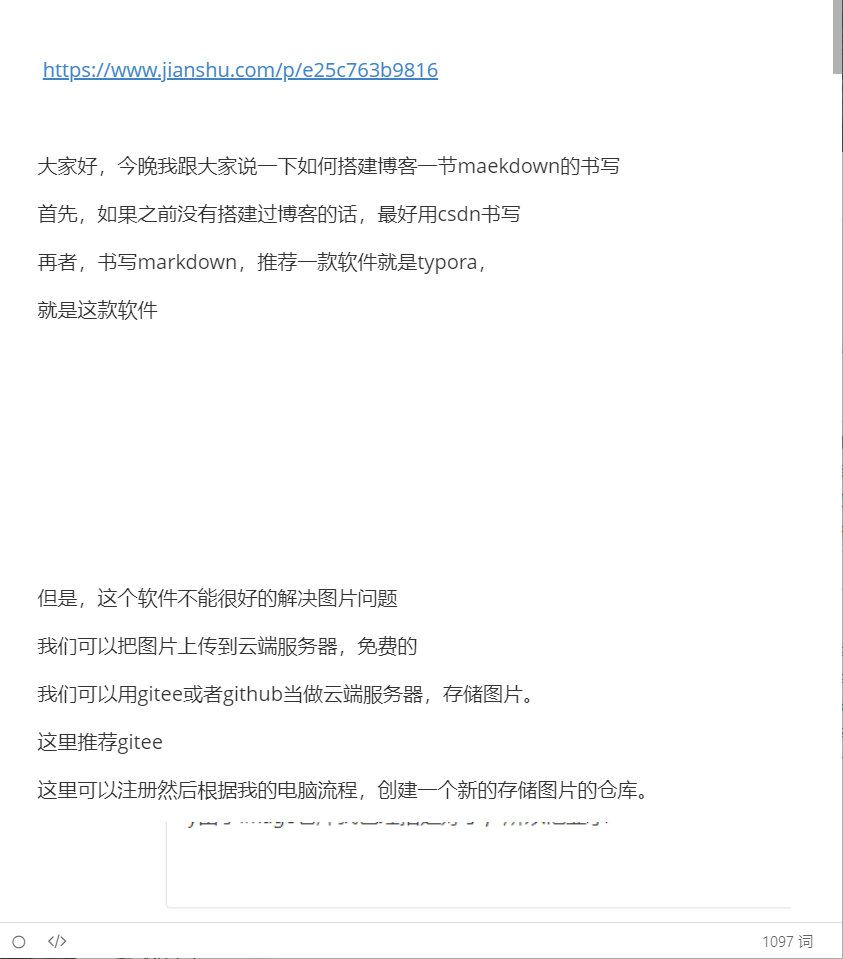 https://www.jianshu.com/p/e25c763b9816
大家好，今晚我跟大家说一下如何搭建博客一节maekdown的书写
首先，如果之前没有搭建过博客的话，最好用csdn书写
再者，书写markdown，推荐一款软件就是typora，
就是这款软件
但是，这个软件不能很好的解决图片问题
我们可以把图片上传到云端服务器，免费的
我们可以用gitee或者github当做云端服务器，存储图片。
这里推荐gitee
这里可以注册然后根据我的电脑流程，创建一个新的存储图片的仓库。
</> 1097 词